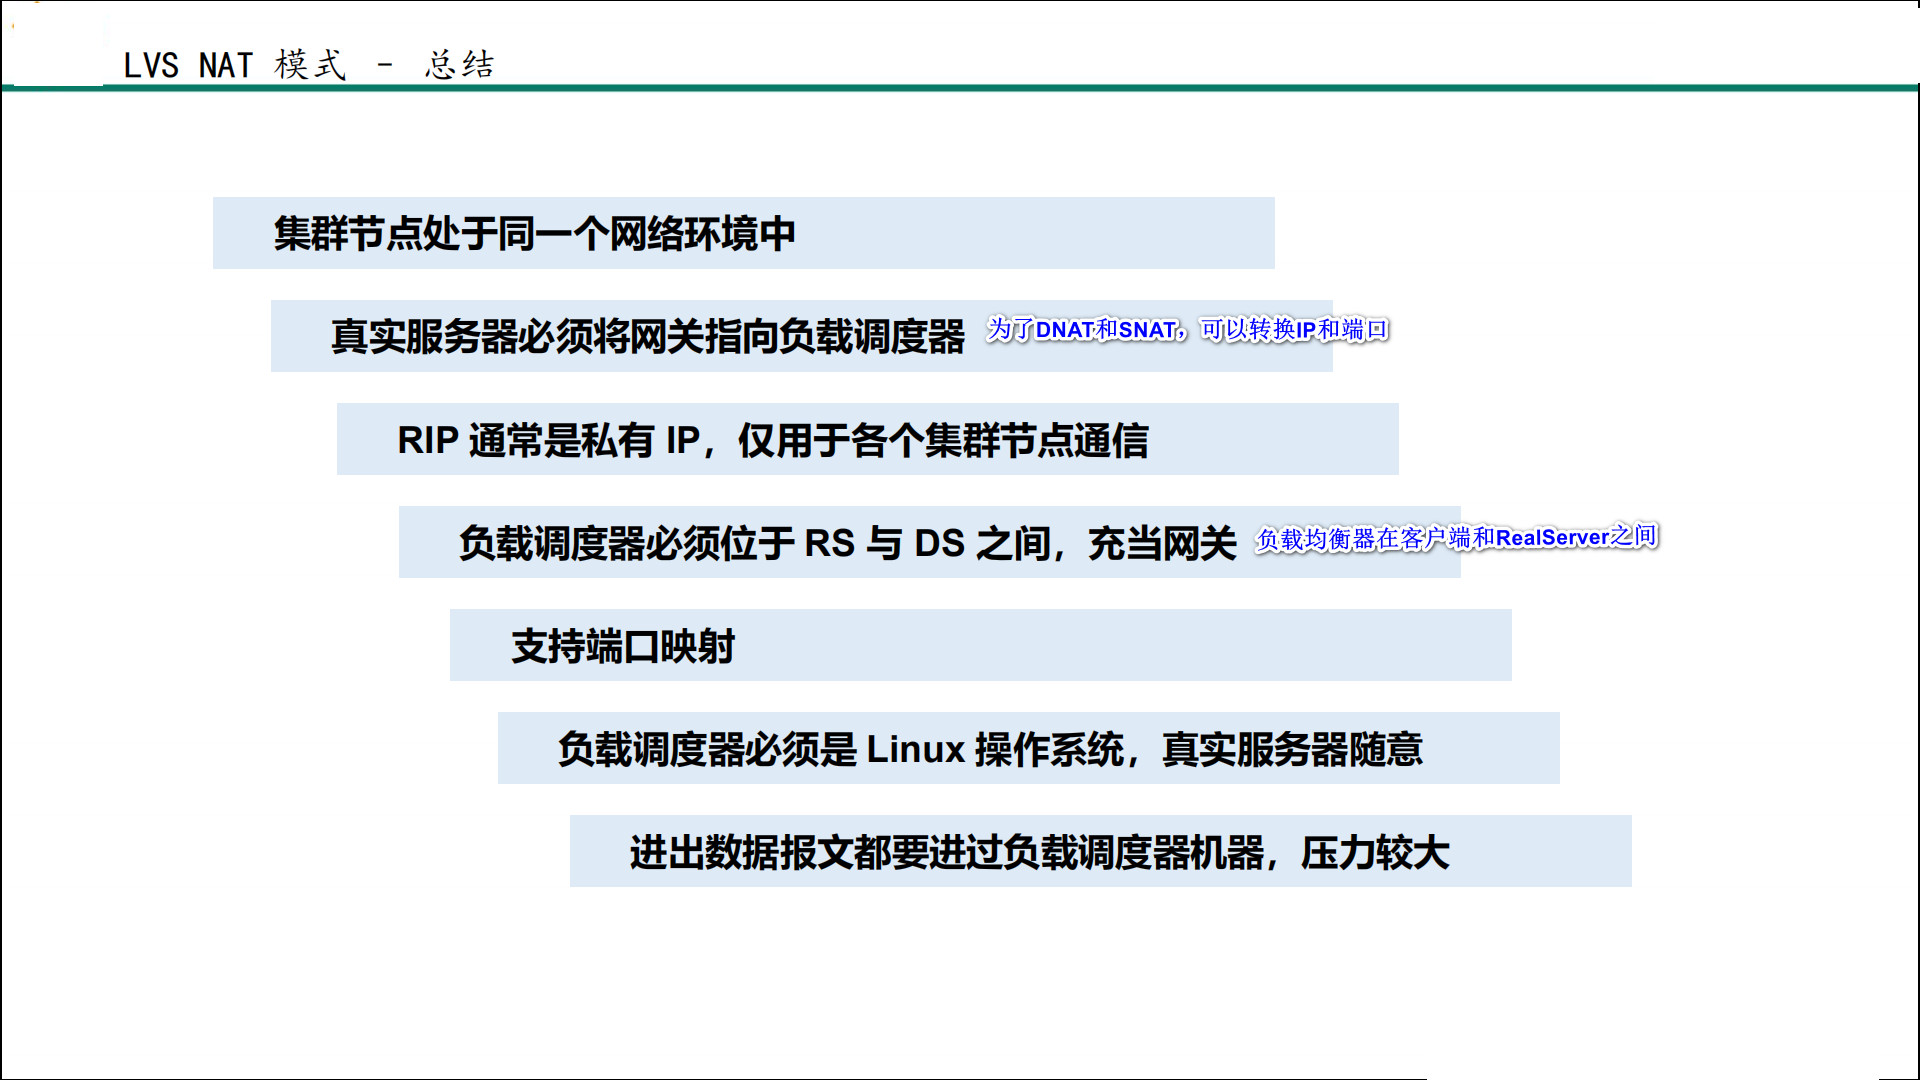 LVS NAT 模式 - 总结
集群节点处于同一个网络环境中
真实服务器必须将网关指向负载调度器 为了DNAT和SNAT，可以转换IP和端口
RIP 通常是私有 IP，仅用于各个集群节点通信
负载调度器必须位于 RS 与 DS 之间，充当网关 负载均衡器在客户端和RealServer之间
支持端口映射
负载调度器必须是 Linux 操作系统，真实服务器随意
进出数据报文都要进过负载调度器机器，压力较大